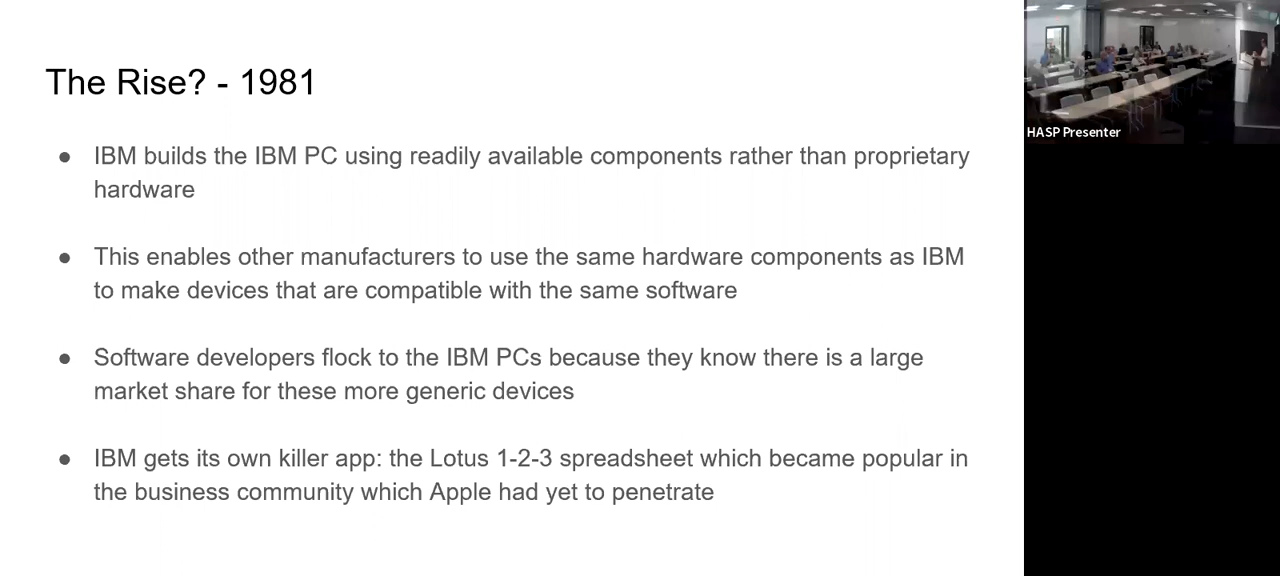 The Rise? - 1981
● IBM builds the IBM PC using readily available components rather than proprietary
hardware
● This enables other manufacturers to use the same hardware components as IBM
to make devices that are compatible with the same software
● Software developers flock to the IBM PCs because they know there is a large
market share for these more generic devices
● IBM gets its own killer app: the Lotus 1-2-3 spreadsheet which became popular in
the business community which Apple had yet to penetrate
HASP Presenter